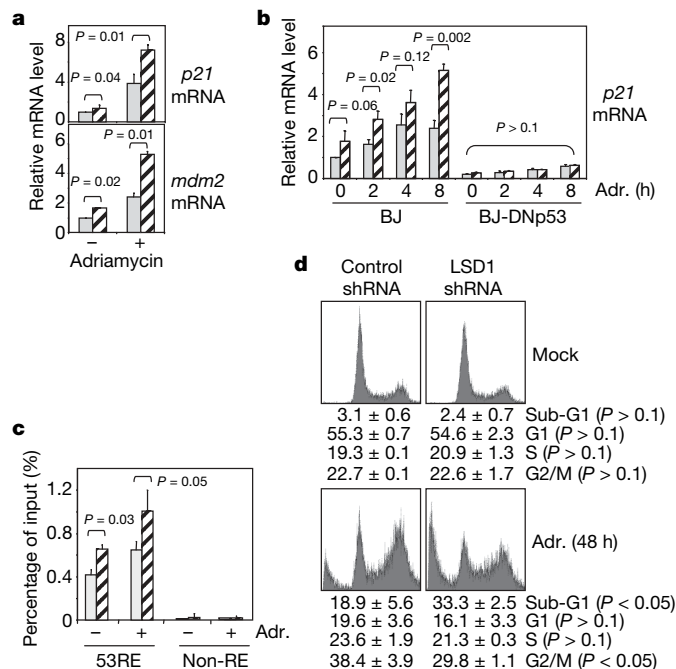 a
Relative mRNA level
8
4
0
P = 0.01
P = 0.04
p21
mRNA
6
4
2
0
P = 0.01
P = 0.02
mdm2
mRNA
− +
Adriamycin
b
Relative mRNA level
6
4
2
0
P = 0.06
P = 0.02
P = 0.12
P = 0.002
P > 0.1
p21
mRNA
0 2 4 8 0 2 4 8 Adr. (h)
BJ BJ-DNp53
c
Percentage of input (%)
1.2
0.8
0.4
0
P = 0.03
P = 0.05
− + − + Adr.
53RE Non-RE
d
Control shRNA
LSD1 shRNA
Mock
3.1 ± 0.6 2.4 ± 0.7 Sub-G1 (P > 0.1)
55.3 ± 0.7 54.6 ± 2.3 G1 (P > 0.1)
19.3 ± 0.1 20.9 ± 1.3 S (P > 0.1)
22.7 ± 0.1 22.6 ± 1.7 G2/M (P > 0.1)
Adr. (48 h)
18.9 ± 5.6 33.3 ± 2.5 Sub-G1 (P < 0.05)
19.6 ± 3.6 16.1 ± 3.3 G1 (P > 0.1)
23.6 ± 1.9 21.3 ± 0.3 S (P > 0.1)
38.4 ± 3.9 29.8 ± 1.1 G2/M (P < 0.05)